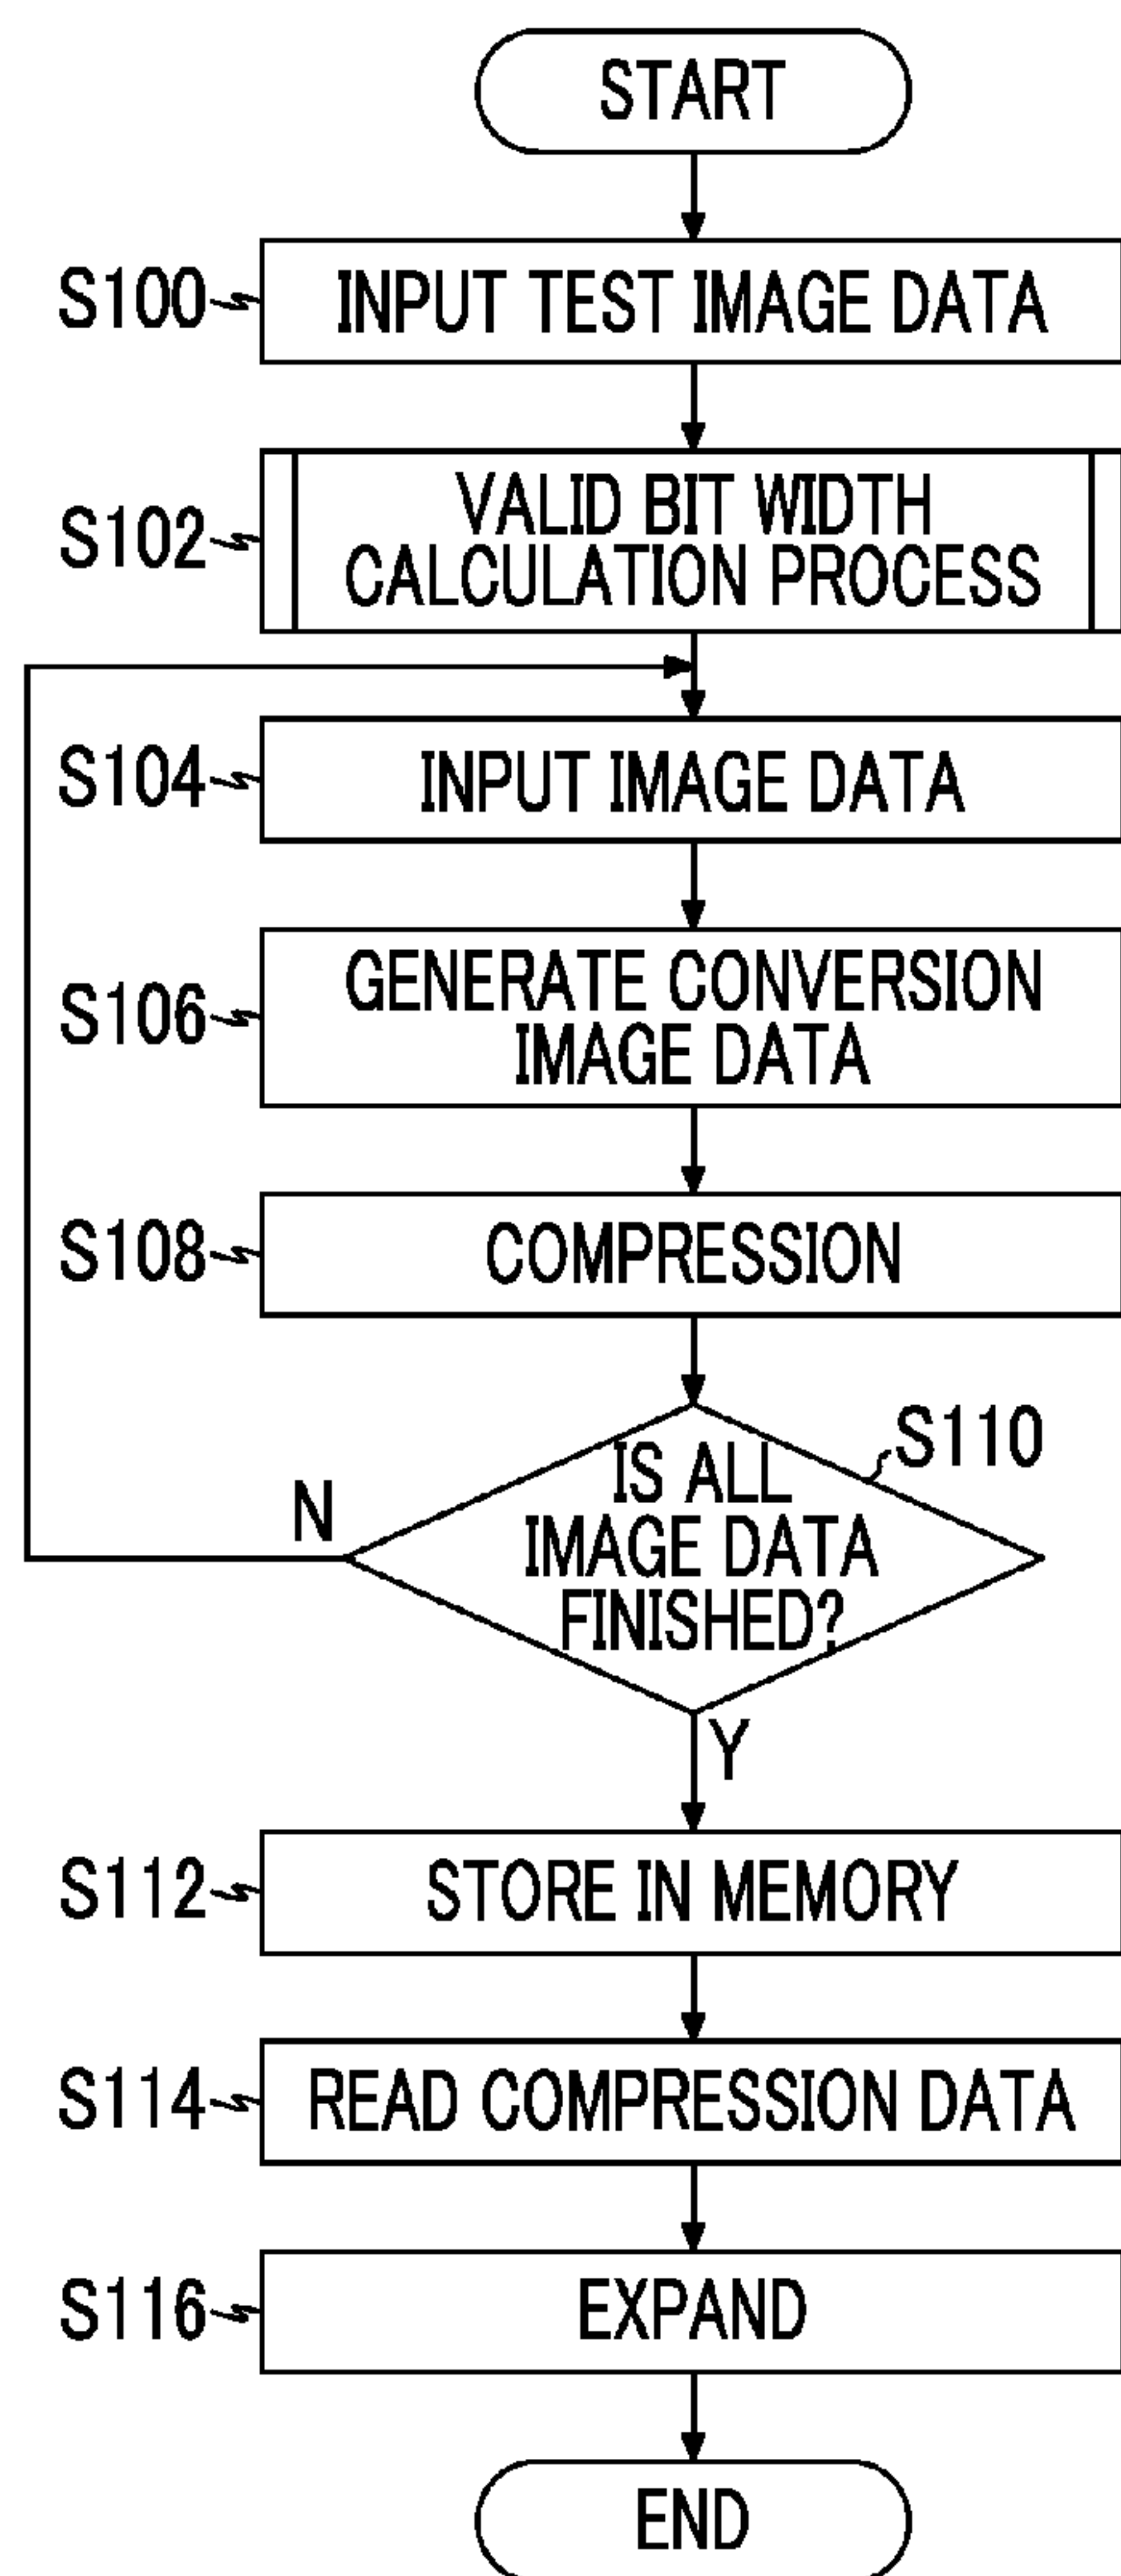 START
S100
INPUT TEST IMAGE DATA
S102
VALID BIT WIDTH
CALCULATION PROCESS
S104
INPUT IMAGE DATA
S106
GENERATE CONVERSION
IMAGE DATA
S108
COMPRESSION
S110
IS ALL
IMAGE DATA
FINISHED?
N
Y
S112
STORE IN MEMORY
S114
READ COMPRESSION DATA
S116
EXPAND
END